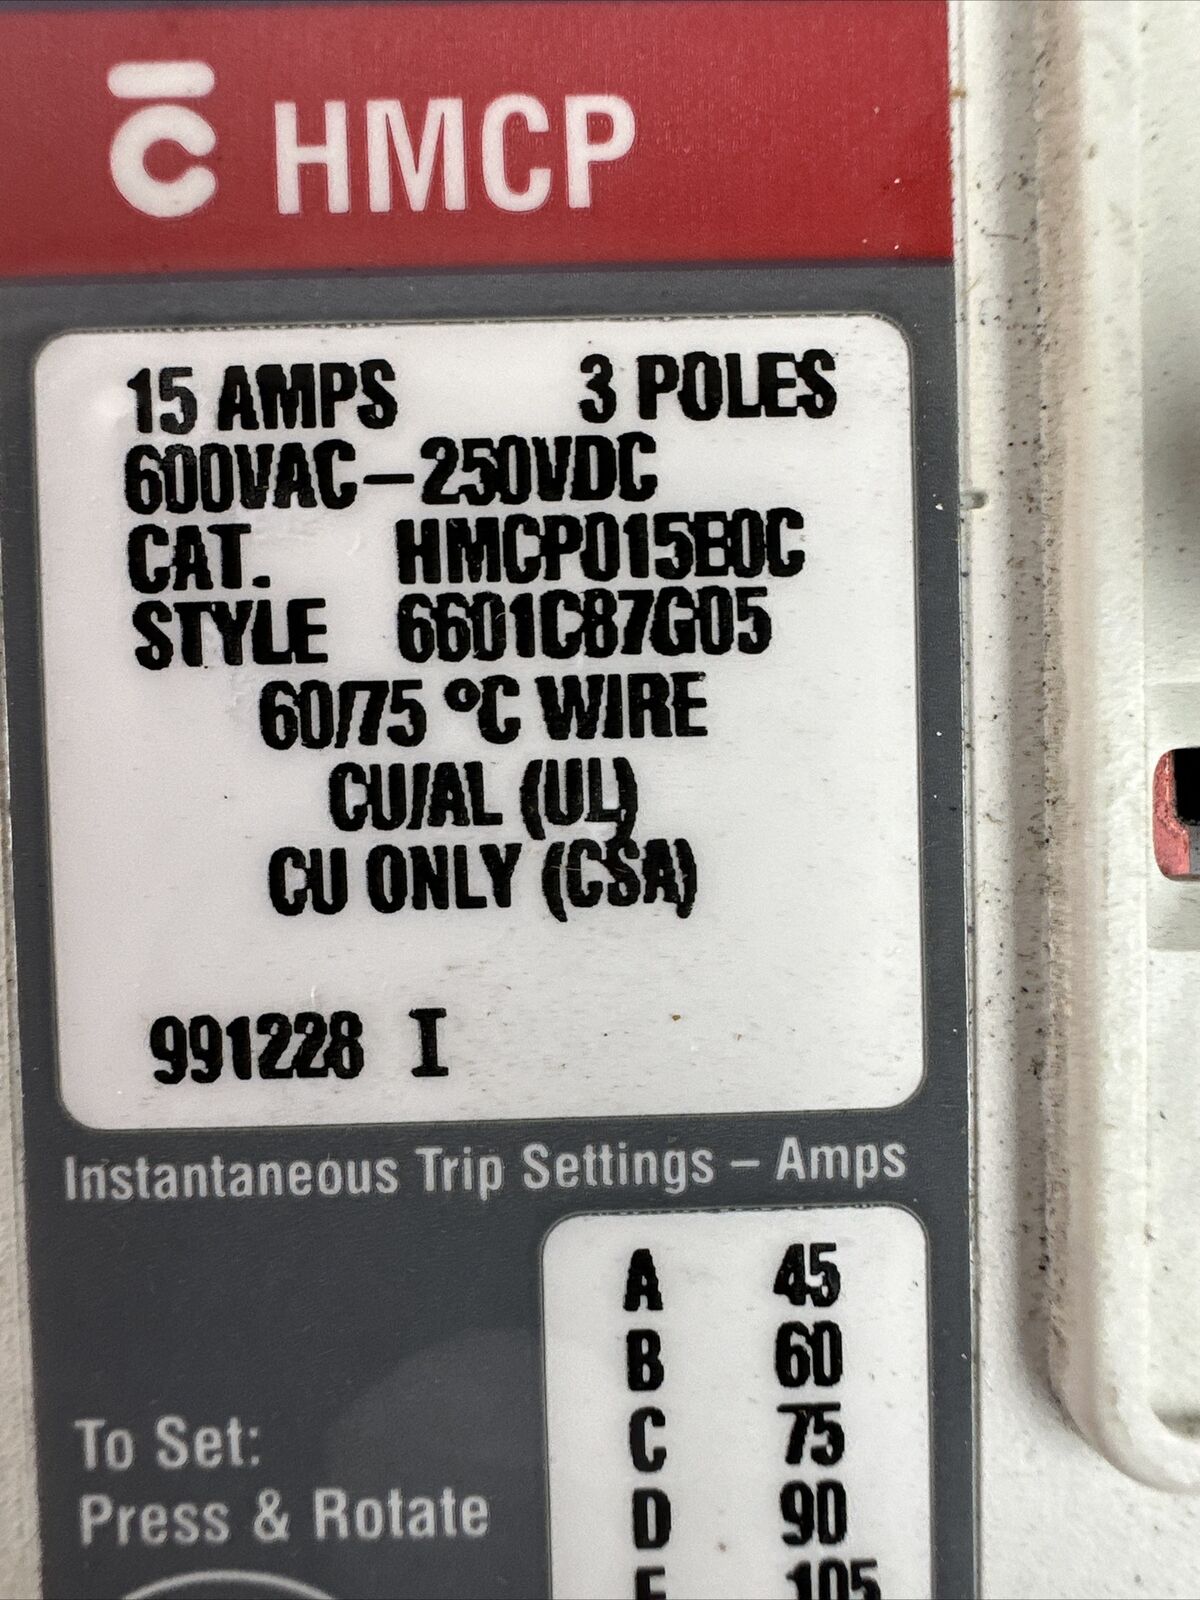 HMCP
15 AMPS 3 POLES
600VAC-250VDC
CAT. HMCP015E0C
STYLE 6601C87G05
60/75 °C WIRE
CU/AL (UL)
CU ONLY (CSA)
991228 I
Instantaneous Trip Settings – Amps
A 45
B 60
C 75
D 90
E 105
To Set:
Press & Rotate